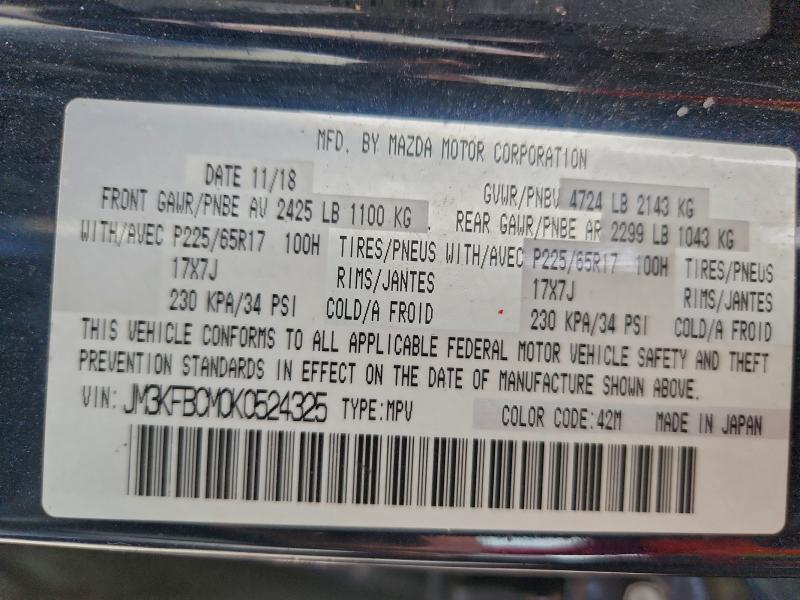 MFD. BY MAZDA MOTOR CORPORATION
DATE 11/18 GVWR/PNBV 4724 LB 2143 KG
FRONT GAWR/PNBE AV 2425 LB 1100 KG, REAR GAWR/PNBE AR 2299 LB 1043 KG
WITH/AVEC P225/65R17 100H TIRES/PNEUS WITH/AVEC P225/65R17 100H TIRES/PNEUS
17X7J RIMS/JANTES 17X7J RIMS/JANTES
230 KPA/34 PSI COLD/A FROID 230 KPA/34 PSI COLD/A FROID
THIS VEHICLE CONFORMS TO ALL APPLICABLE FEDERAL MOTOR VEHICLE SAFETY AND THEFT
PREVENTION STANDARDS IN EFFECT ON THE DATE OF MANUFACTURE SHOWN ABOVE.
VIN: JM3KFBCM0K0524325 TYPE:MPV COLOR CODE:42M MADE IN JAPAN